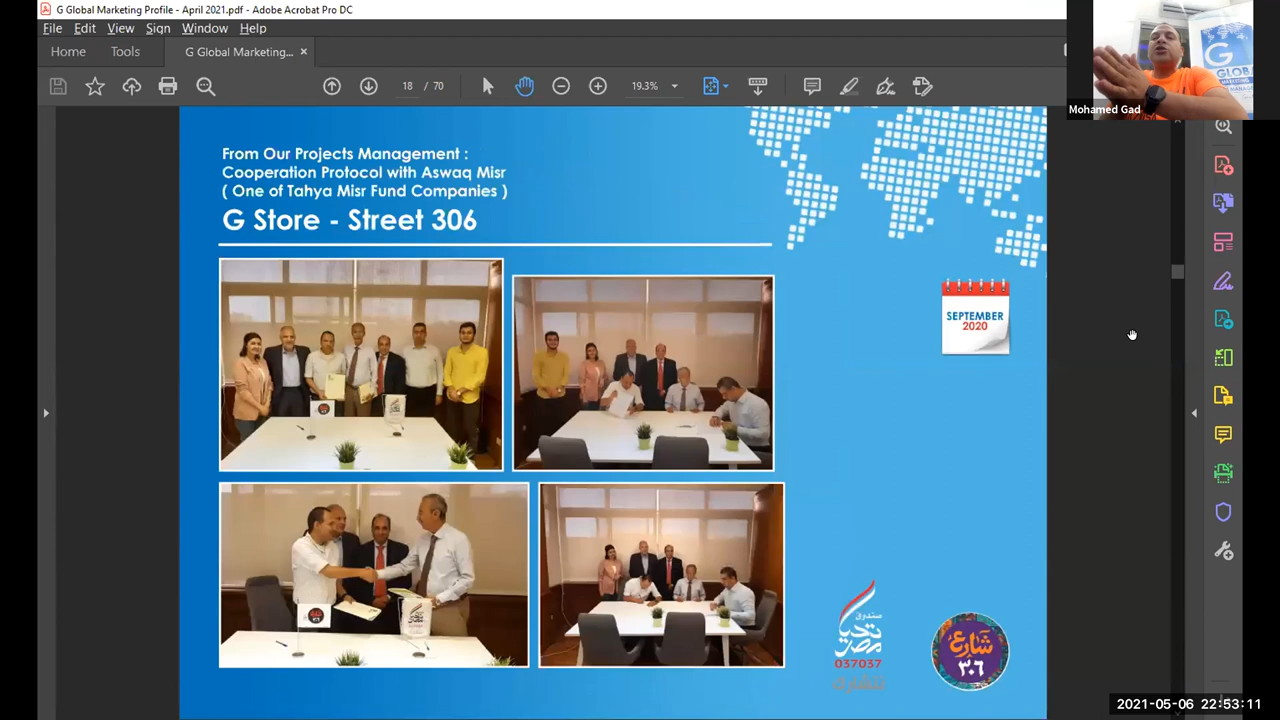 G Global Marketing Profile - April 2021.pdf - Adobe Acrobat Pro DC
File Edit View Sign Window Help
Home Tools G Global Marketing... ×
18 / 70
19.3%
G
GLOBAL
MARKETING
Mohamed Gad
From Our Projects Management :
Cooperation Protocol with Aswaq Misr
( One of Tahya Misr Fund Companies )
G Store - Street 306
SEPTEMBER
2020
صندوق
تحيا
مصر
037037
شارع
٣٠٦
2021-05-06 22:53:11